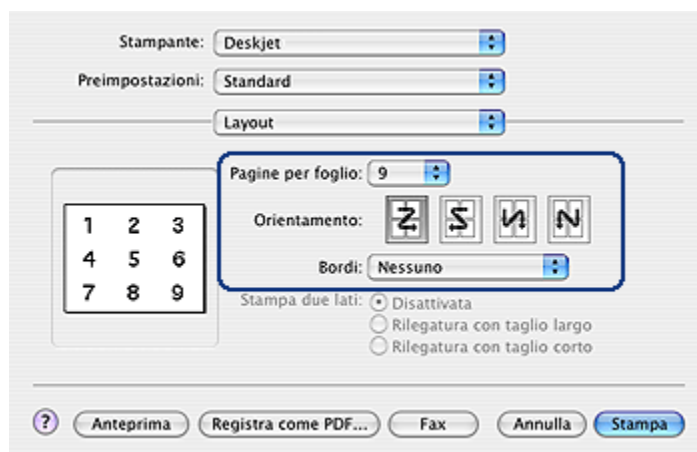 Stampante: Deskjet
Preimpostazioni: Standard
Layout
Pagine per foglio: 9
Orientamento:
Bordi: Nessuno
1 2 3
4 5 6
7 8 9
Stampa due lati: Disattivata
Rilegatura con taglio largo
Rilegatura con taglio corto
? Anteprima Registra come PDF... Fax Annulla Stampa